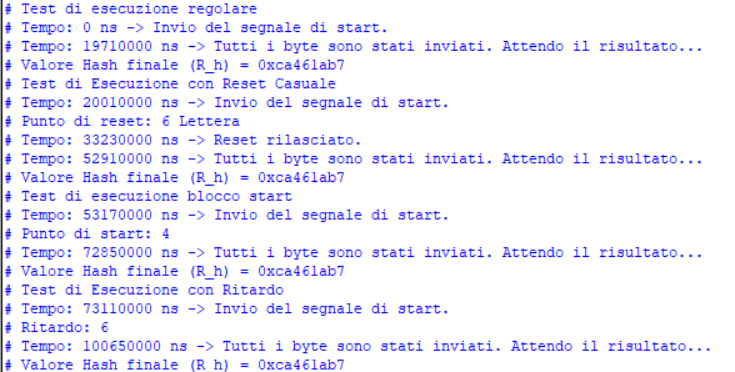 # Test di esecuzione regolare
# Tempo: 0 ns -> Invio del segnale di start.
# Tempo: 19710000 ns -> Tutti i byte sono stati inviati. Attendo il risultato...
# Valore Hash finale (R_h) = 0xca461ab7
# Test di Esecuzione con Reset Casuale
# Tempo: 20010000 ns -> Invio del segnale di start.
# Punto di reset: 6 Lettera
# Tempo: 33230000 ns -> Reset rilasciato.
# Tempo: 52910000 ns -> Tutti i byte sono stati inviati. Attendo il risultato...
# Valore Hash finale (R_h) = 0xca461ab7
# Test di esecuzione blocco start
# Tempo: 53170000 ns -> Invio del segnale di start.
# Punto di start: 4
# Tempo: 72850000 ns -> Tutti i byte sono stati inviati. Attendo il risultato...
# Valore Hash finale (R_h) = 0xca461ab7
# Test di Esecuzione con Ritardo
# Tempo: 73110000 ns -> Invio del segnale di start.
# Ritardo: 6
# Tempo: 100650000 ns -> Tutti i byte sono stati inviati. Attendo il risultato...
# Valore Hash finale (R_h) = 0xca461ab7